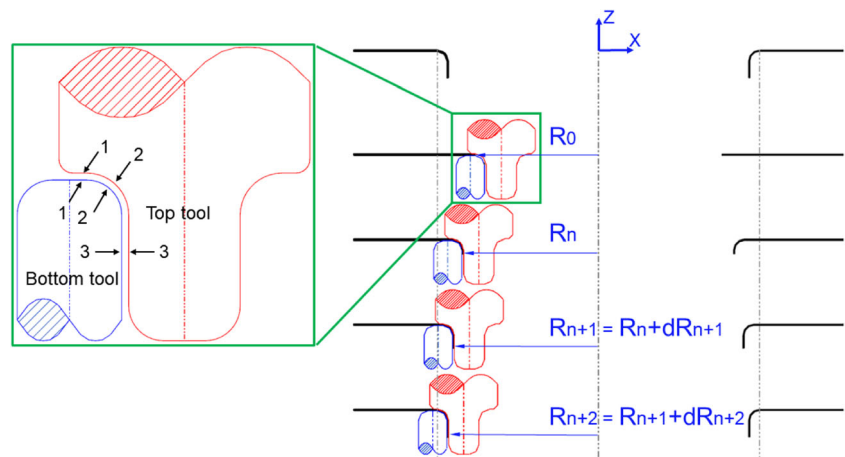 Z
X
1
2
R0
1
2
Top tool
Rn
3
3
Bottom tool
Rn+1 = Rn+dRn+1
Rn+2 = Rn+1+dRn+2